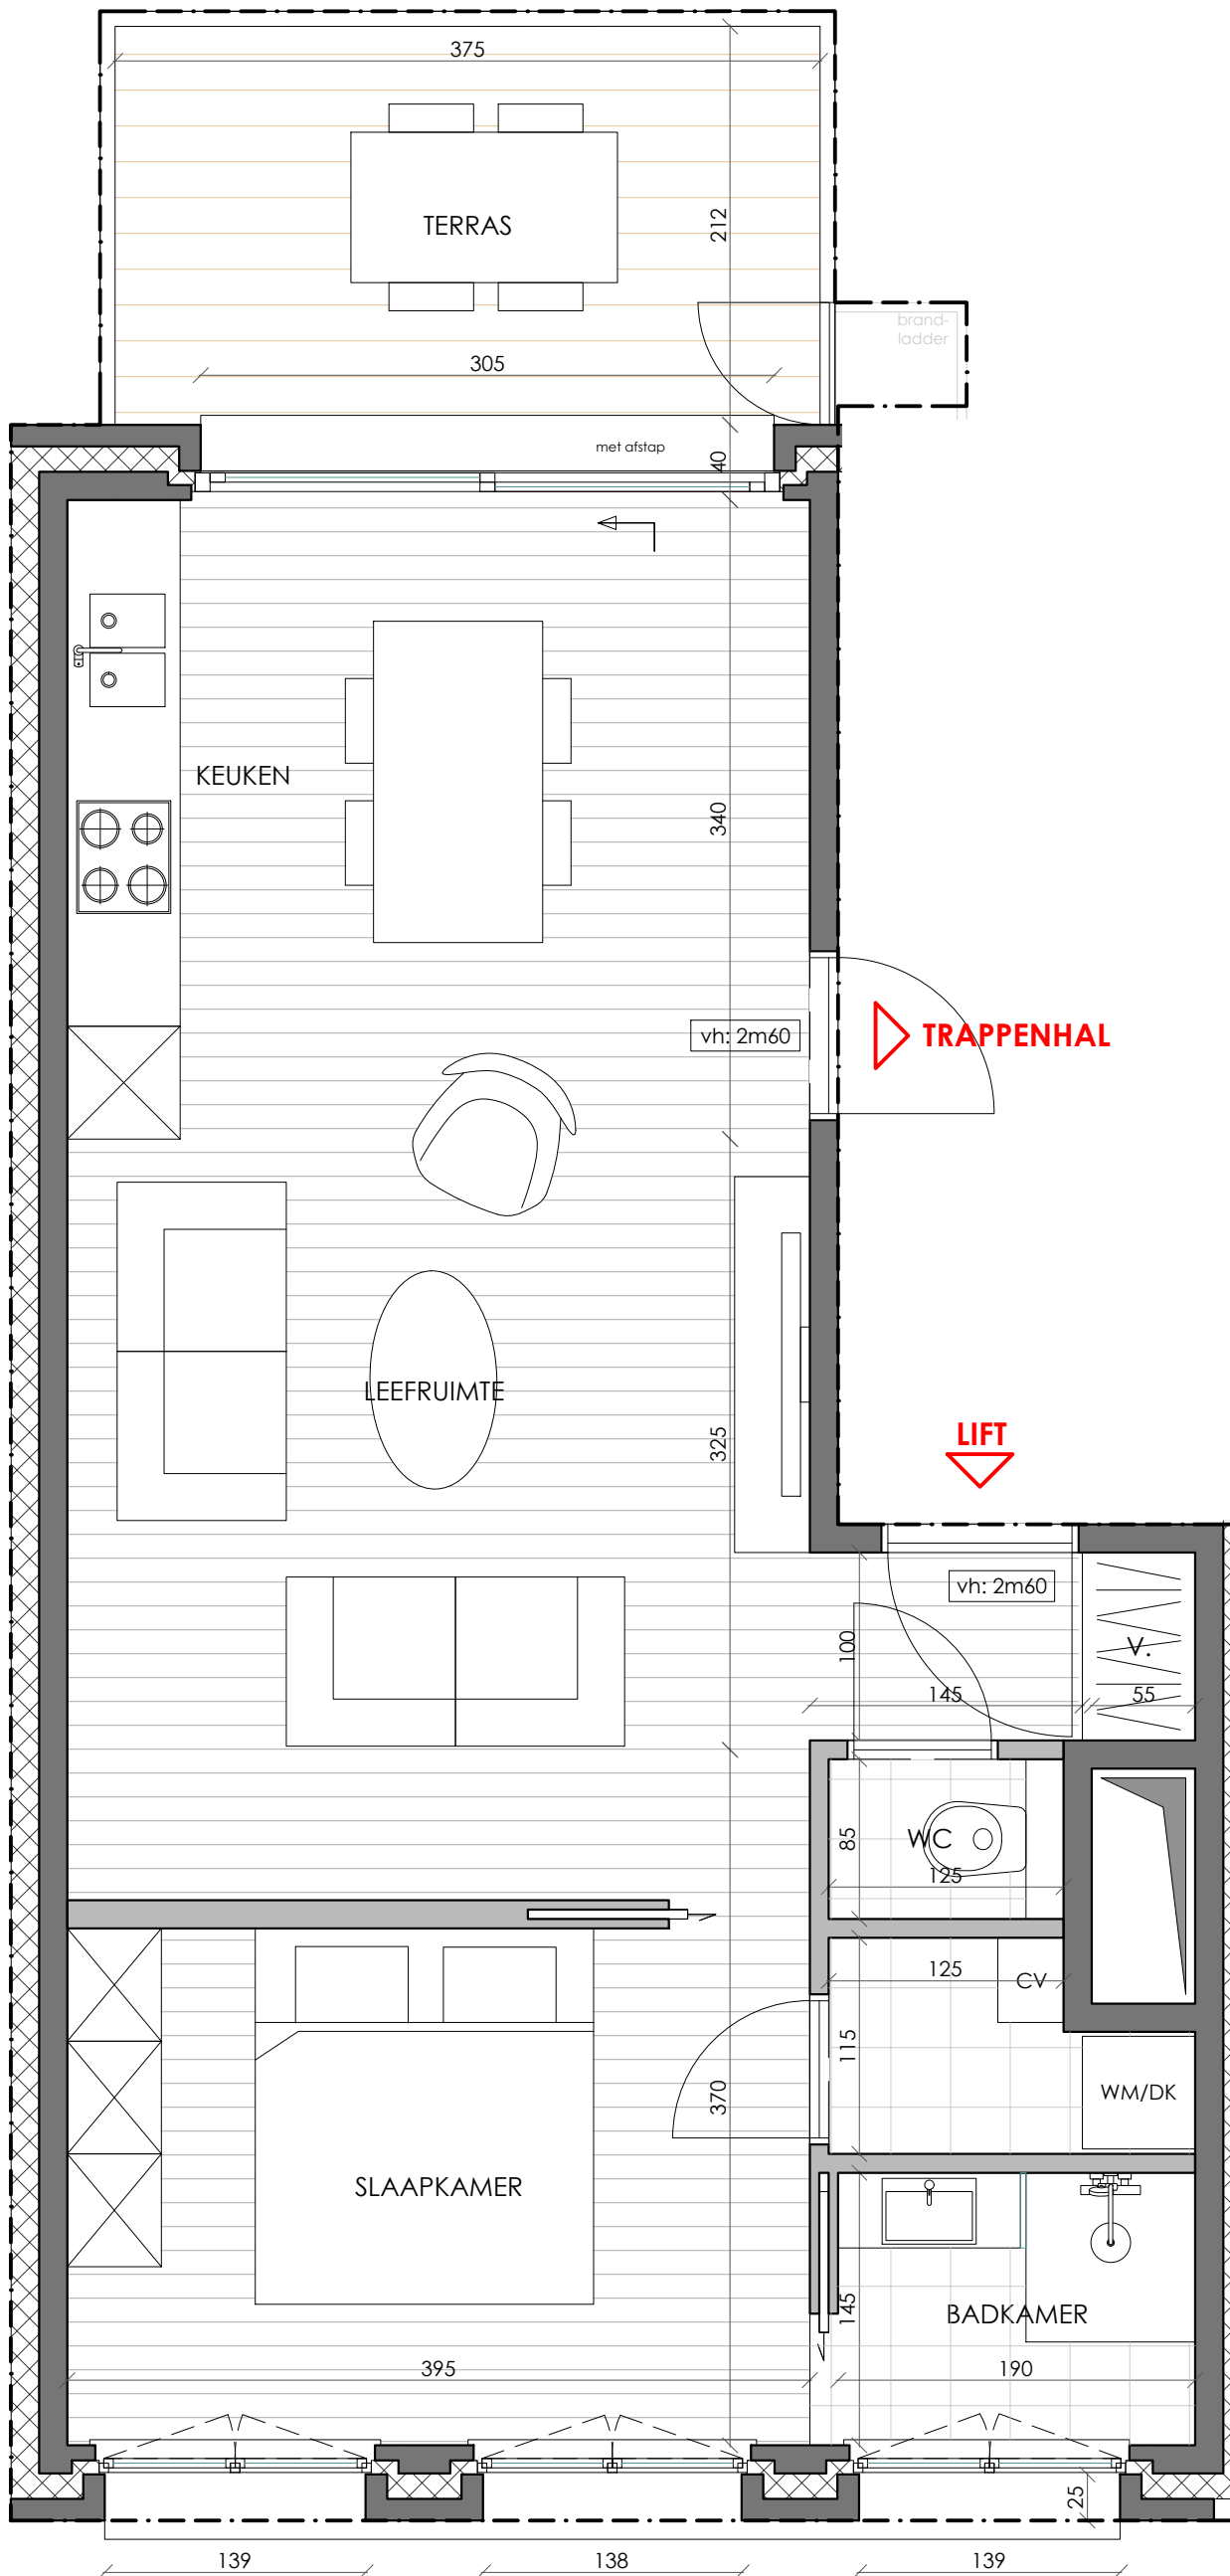 375
TERRAS
212
brand-
ladder
305
met afstap
40
KEUKEN
340
vh: 2m60
TRAPPENHAL
LEEFRUIMTE
325
LIFT
vh: 2m60
100
V.
145
55
85
WC
125
125
CV
115
370
WM/DK
SLAAPKAMER
145
BADKAMER
395
190
25
139
138
139